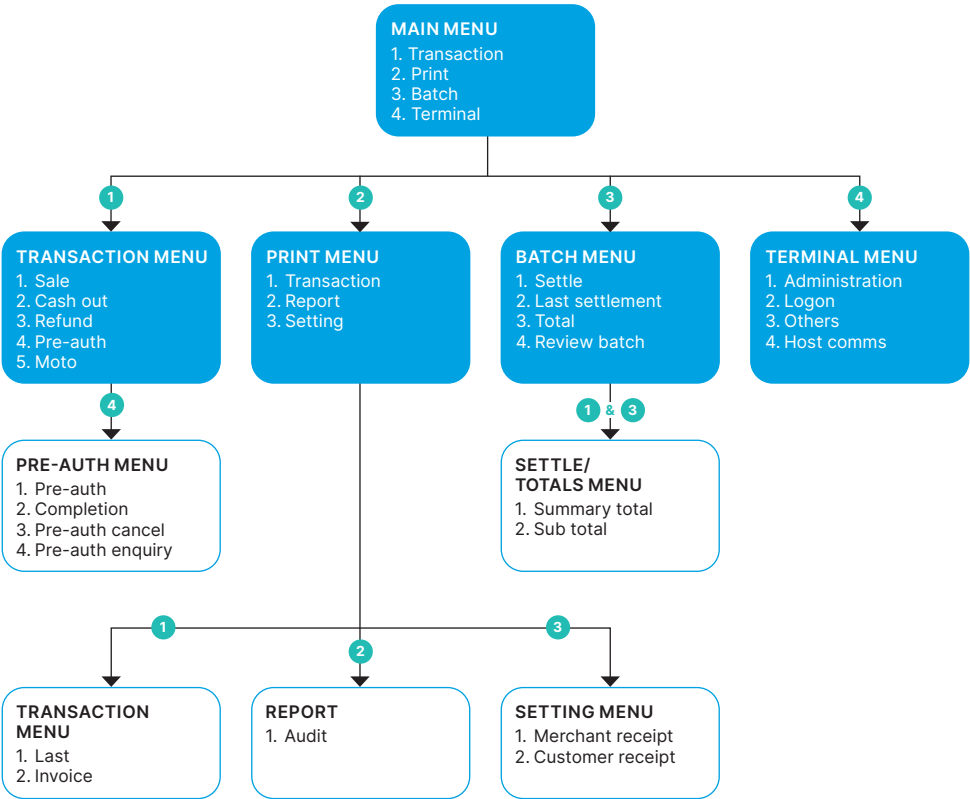 MAIN MENU
1. Transaction
2. Print
3. Batch
4. Terminal
1
2
3
4
TRANSACTION MENU
1. Sale
2. Cash out
3. Refund
4. Pre-auth
5. Moto
PRINT MENU
1. Transaction
2. Report
3. Setting
BATCH MENU
1. Settle
2. Last settlement
3. Total
4. Review batch
TERMINAL MENU
1. Administration
2. Logon
3. Others
4. Host comms
4
1 & 3
PRE-AUTH MENU
1. Pre-auth
2. Completion
3. Pre-auth cancel
4. Pre-auth enquiry
SETTLE/
TOTALS MENU
1. Summary total
2. Sub total
1
2
3
TRANSACTION
MENU
1. Last
2. Invoice
REPORT
1. Audit
SETTING MENU
1. Merchant receipt
2. Customer receipt